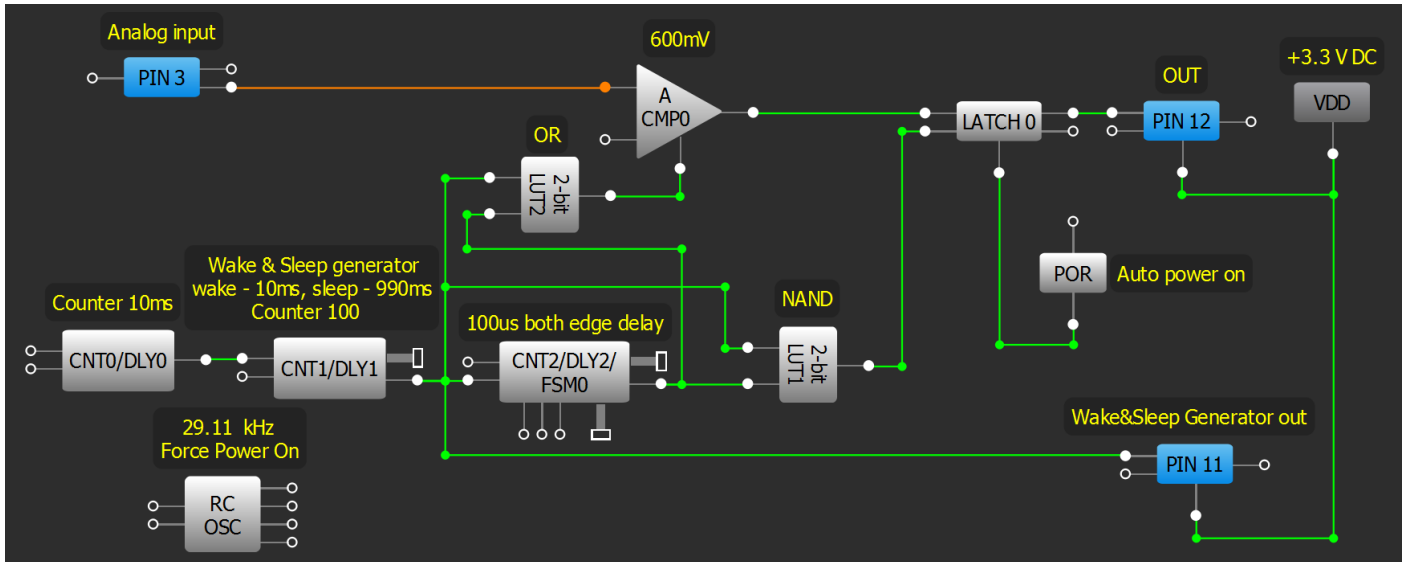 Analog input
PIN 3
600mV
A
CMP0
OR
2-bit
LUT2
LATCH 0
OUT
PIN 12
+3.3 V DC
VDD
Wake & Sleep generator
wake - 10ms, sleep - 990ms
Counter 100
Counter 10ms
CNT0/DLY0
CNT1/DLY1
100us both edge delay
CNT2/DLY2/
FSM0
NAND
2-bit
LUT1
POR
Auto power on
29.11 kHz
Force Power On
RC
OSC
Wake&Sleep Generator out
PIN 11